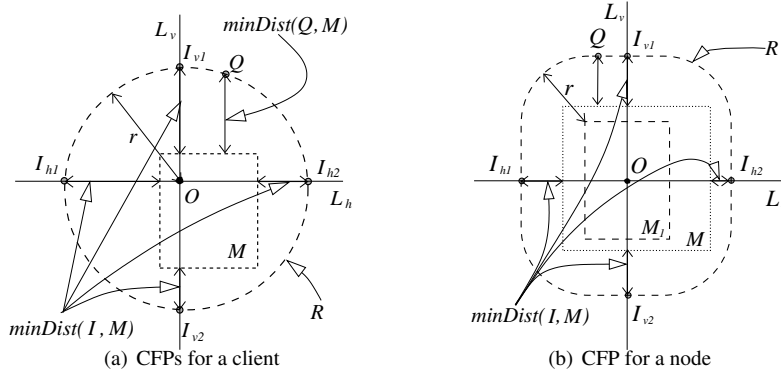 L_v
minDist(Q, M)
I_v1
Q
r
I_h1
I_h2
O
L_h
M
R
minDist( I , M)
I_v2
(a) CFPs for a client
Q
I_v1
R
r
I_h1
O
I_h2
L
M_1
M
minDist( I, M)
I_v2
(b) CFP for a node